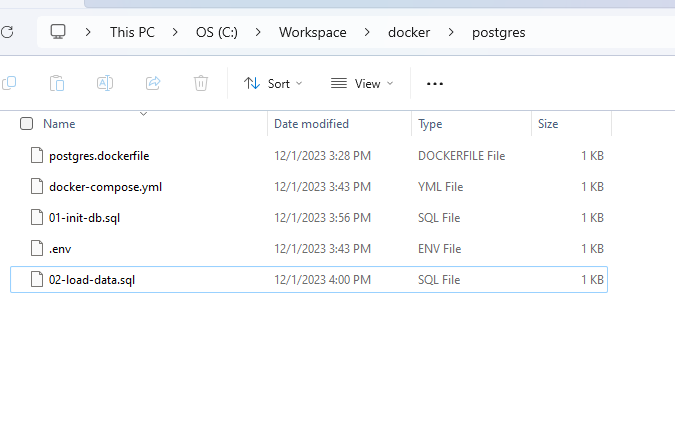 This PC > OS (C:) > Workspace > docker > postgres
Sort View ...
Name Date modified Type Size
postgres.dockerfile 12/1/2023 3:28 PM DOCKERFILE File 1 KB
docker-compose.yml 12/1/2023 3:43 PM YML File 1 KB
01-init-db.sql 12/1/2023 3:56 PM SQL File 1 KB
.env 12/1/2023 3:43 PM ENV File 1 KB
02-load-data.sql 12/1/2023 4:00 PM SQL File 1 KB